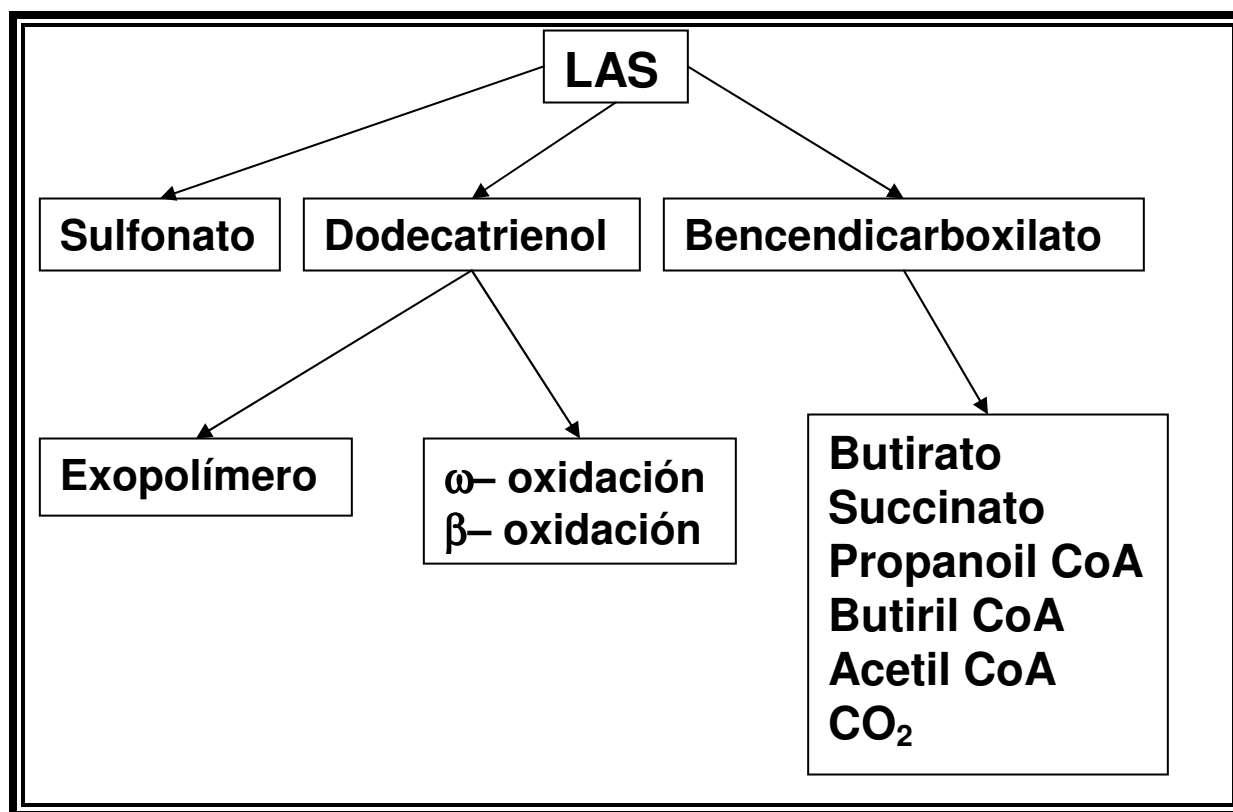 LAS
Sulfonato
Dodecatrienol
Bencendicarboxilato
Exopolímero
ω– oxidación
β– oxidación
Butirato
Succinato
Propanoil CoA
Butiril CoA
Acetil CoA
CO₂